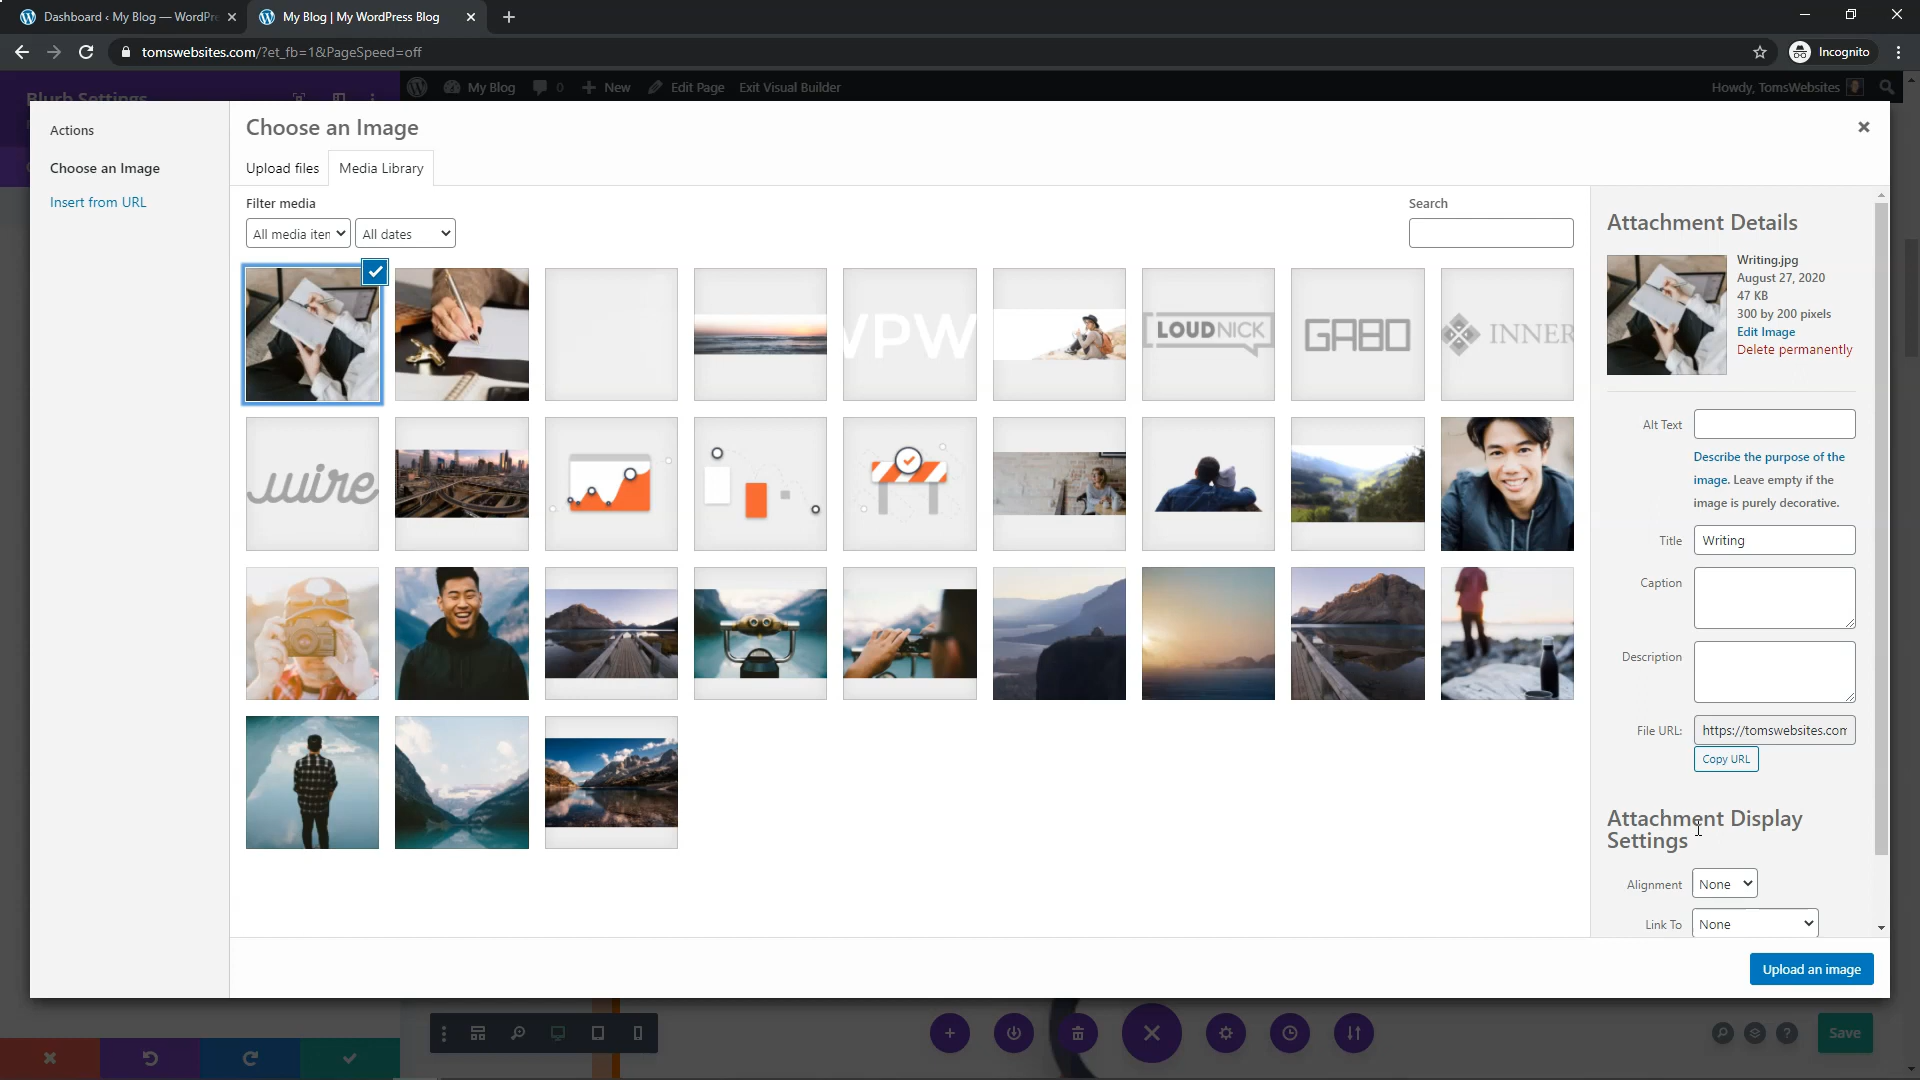 Dashboard ‹ My Blog — WordPre
My Blog | My WordPress Blog
tomswebsites.com/?et_fb=1&PageSpeed=off
Incognito
Blurb Settings
My Blog
0
New
Edit Page
Exit Visual Builder
Howdy, TomsWebsites
Actions
Choose an Image
Insert from URL
Choose an Image
Upload files
Media Library
Filter media
All media iten
All dates
Search
VPW
LOUDNICK
GABO
INNER
wire
Attachment Details
Writing.jpg
August 27, 2020
47 KB
300 by 200 pixels
Edit Image
Delete permanently
Alt Text
Describe the purpose of the
image. Leave empty if the
image is purely decorative.
Title
Writing
Caption
Description
File URL:
https://tomswebsites.com
Copy URL
Attachment Display
Settings
Alignment
None
Link To
None
Upload an image
Save